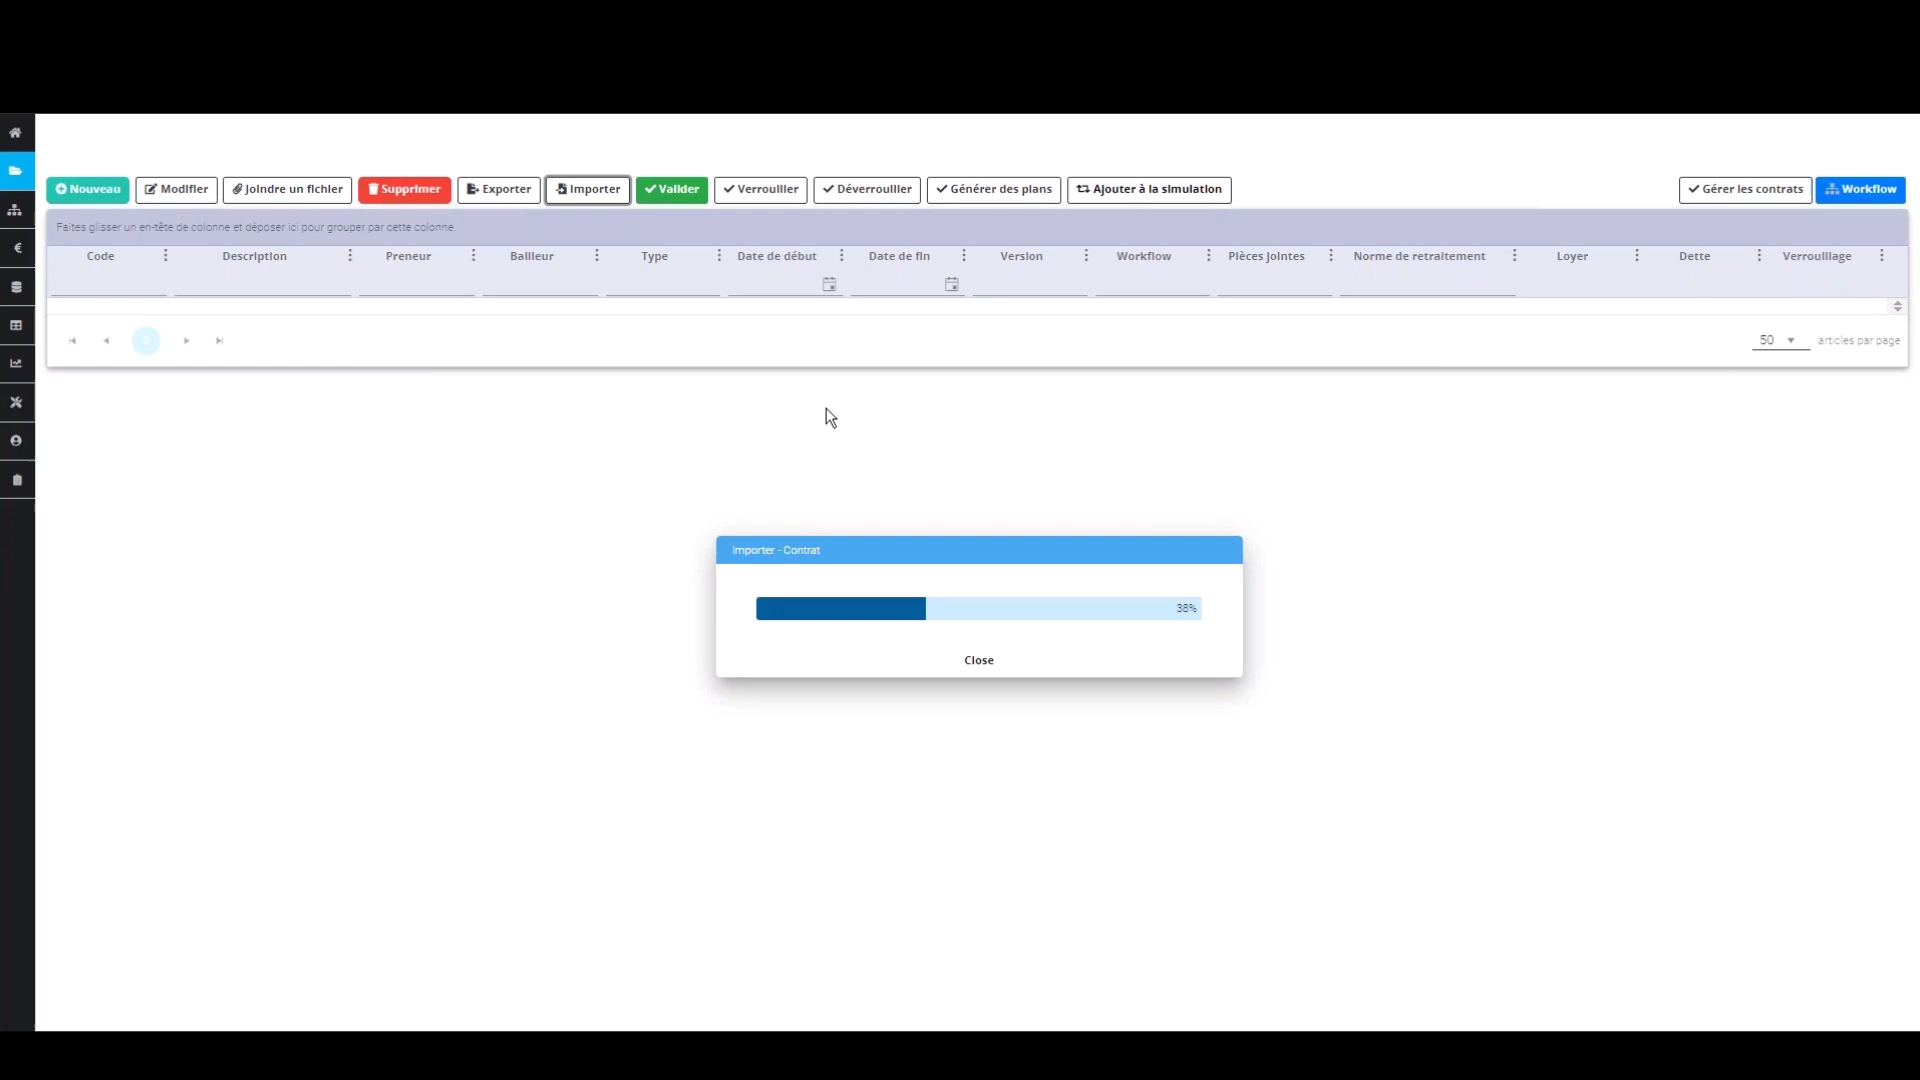 Nouveau Modifier Joindre un fichier Supprimer Exporter Importer Valider Verrouiller Déverrouiller Générer des plans Ajouter à la simulation Gérer les contrats Workflow
Faites glisser un en-tête de colonne et déposer ici pour grouper par cette colonne.
Code Description Preneur Bailleur Type Date de début Date de fin Version Workflow Pièces jointes Norme de retraitement Loyer Dette Verrouillage
0 50 articles par page
Importer - Contrat
38%
Close